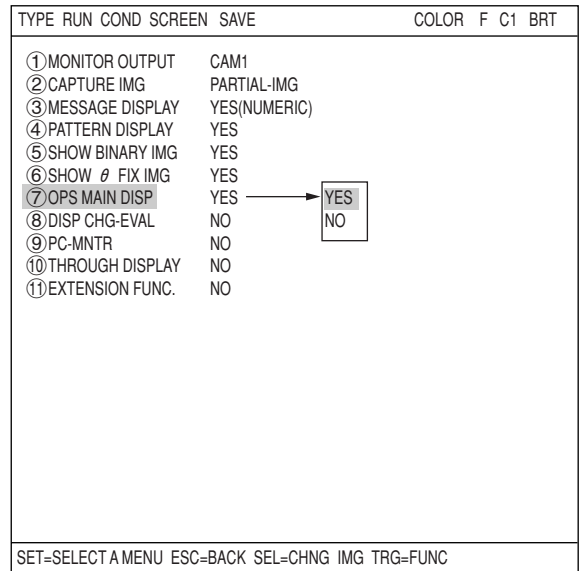 TYPE RUN COND SCREEN SAVE COLOR F C1 BRT
①MONITOR OUTPUT CAM1
②CAPTURE IMG PARTIAL-IMG
③MESSAGE DISPLAY YES(NUMERIC)
④PATTERN DISPLAY YES
⑤SHOW BINARY IMG YES
⑥SHOW θ FIX IMG YES
⑦OPS MAIN DISP YES YES
⑧DISP CHG-EVAL NO NO
⑨PC-MNTR NO
⑩THROUGH DISPLAY NO
⑪EXTENSION FUNC. NO
SET=SELECT A MENU ESC=BACK SEL=CHNG IMG TRG=FUNC